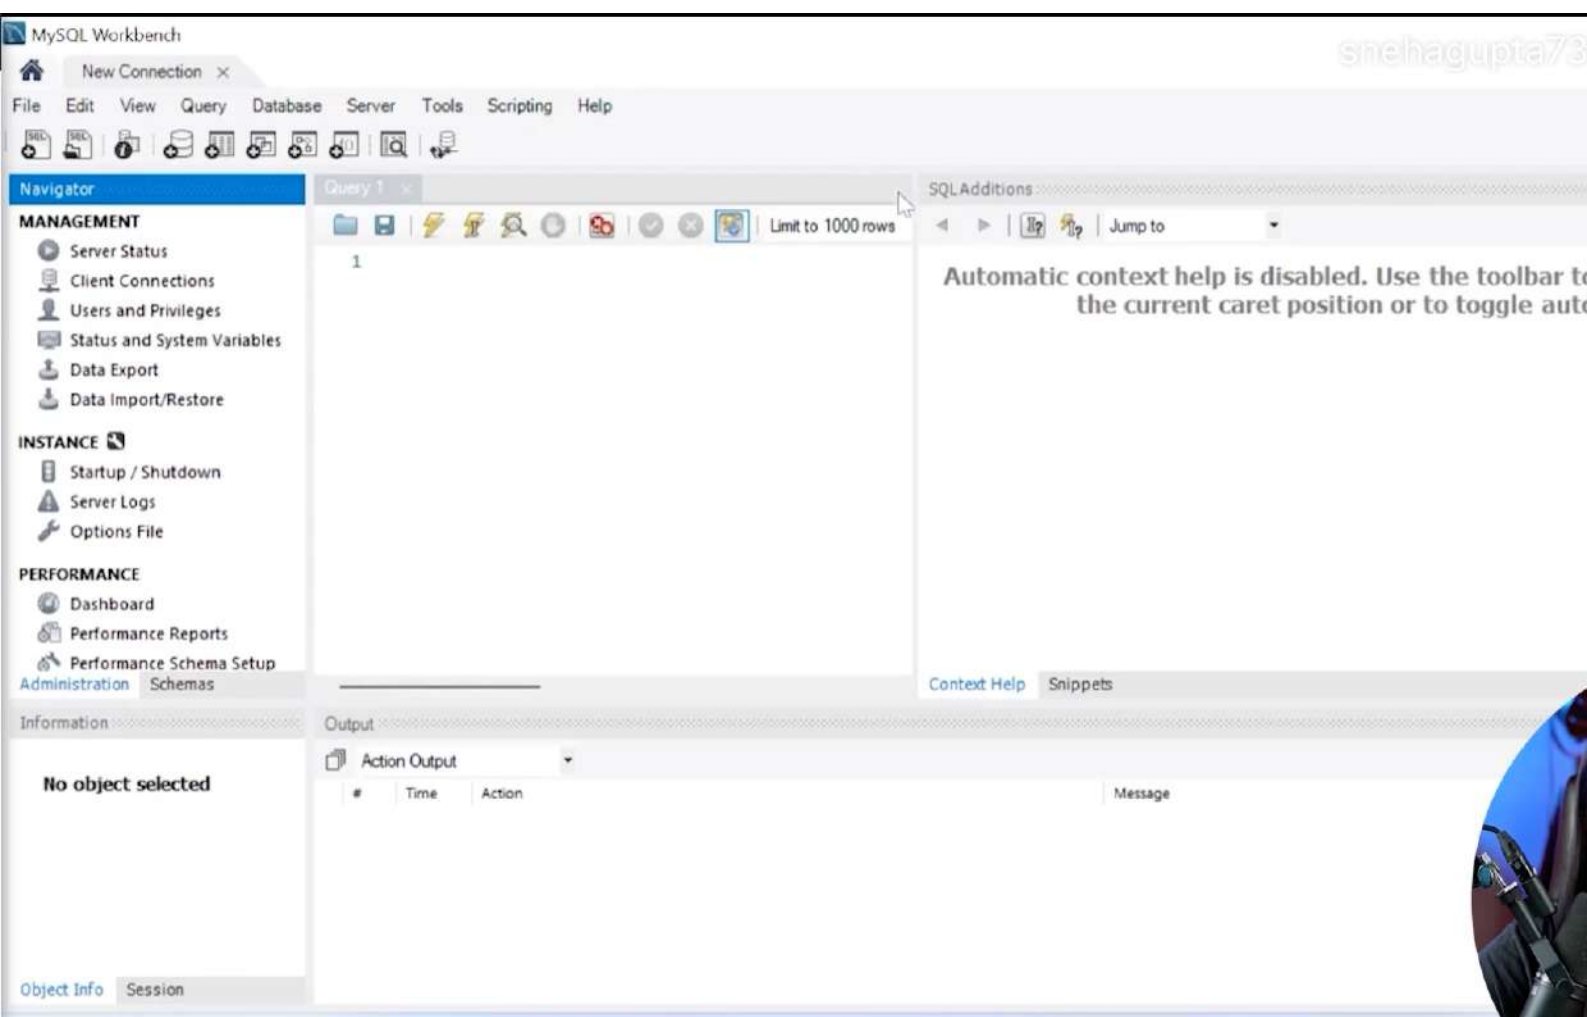 MySQL Workbench
snehagupta73
New Connection
File Edit View Query Database Server Tools Scripting Help
Navigator
MANAGEMENT
Server Status
Client Connections
Users and Privileges
Status and System Variables
Data Export
Data Import/Restore
INSTANCE
Startup / Shutdown
Server Logs
Options File
PERFORMANCE
Dashboard
Performance Reports
Performance Schema Setup
Administration Schemas
Query 1
Limit to 1000 rows
1
SQLAdditions
Jump to
Automatic context help is disabled. Use the toolbar to
the current caret position or to toggle auto
Context Help Snippets
Information
No object selected
Object Info Session
Output
Action Output
# Time Action Message